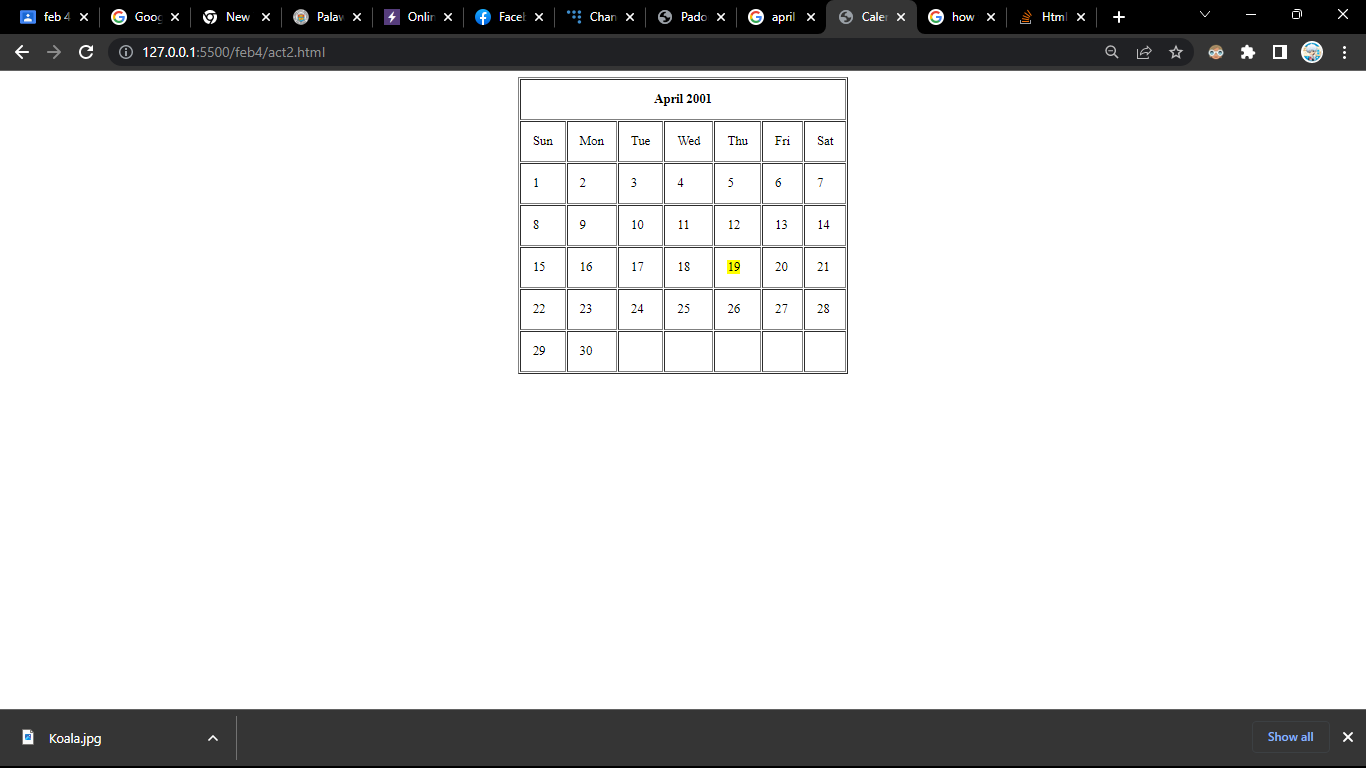 feb 4 Goog New Palaw Onlin Faceb Chan Pado april Caler how Html
127.0.0.1:5500/feb4/act2.html
April 2001
Sun Mon Tue Wed Thu Fri Sat
1 2 3 4 5 6 7
8 9 10 11 12 13 14
15 16 17 18 19 20 21
22 23 24 25 26 27 28
29 30
Koala.jpg Show all